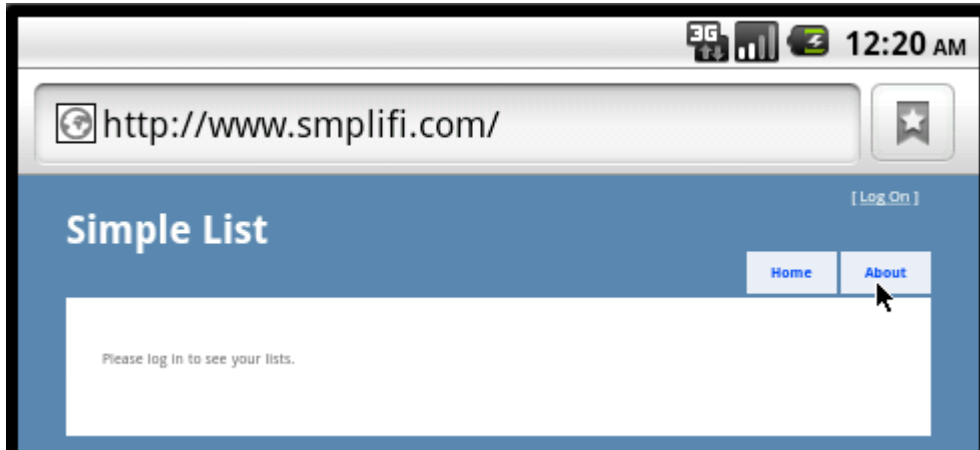 3G 12:20 AM
http://www.smplifi.com/
[ Log On ]
Simple List
Home About
Please log in to see your lists.